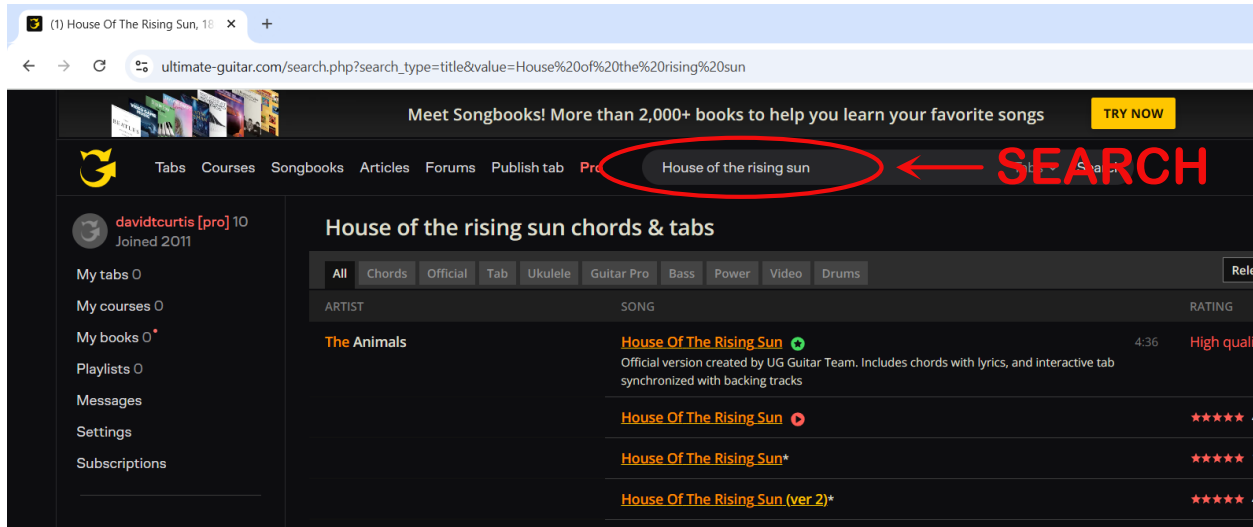 (1) House Of The Rising Sun, 18
ultimate-guitar.com/search.php?search_type=title&value=House%20of%20the%20rising%20sun
Meet Songbooks! More than 2,000+ books to help you learn your favorite songs TRY NOW
Tabs Courses Songbooks Articles Forums Publish tab Pro House of the rising sun Tabs Search SEARCH
davidtcurtis [pro] 10
Joined 2011
My tabs 0
My courses 0
My books 0
Playlists 0
Messages
Settings
Subscriptions
House of the rising sun chords & tabs
All Chords Official Tab Ukulele Guitar Pro Bass Power Video Drums Rele
ARTIST SONG RATING
The Animals House Of The Rising Sun 4:36 High quali
Official version created by UG Guitar Team. Includes chords with lyrics, and interactive tab
synchronized with backing tracks
House Of The Rising Sun
House Of The Rising Sun*
House Of The Rising Sun (ver 2)*